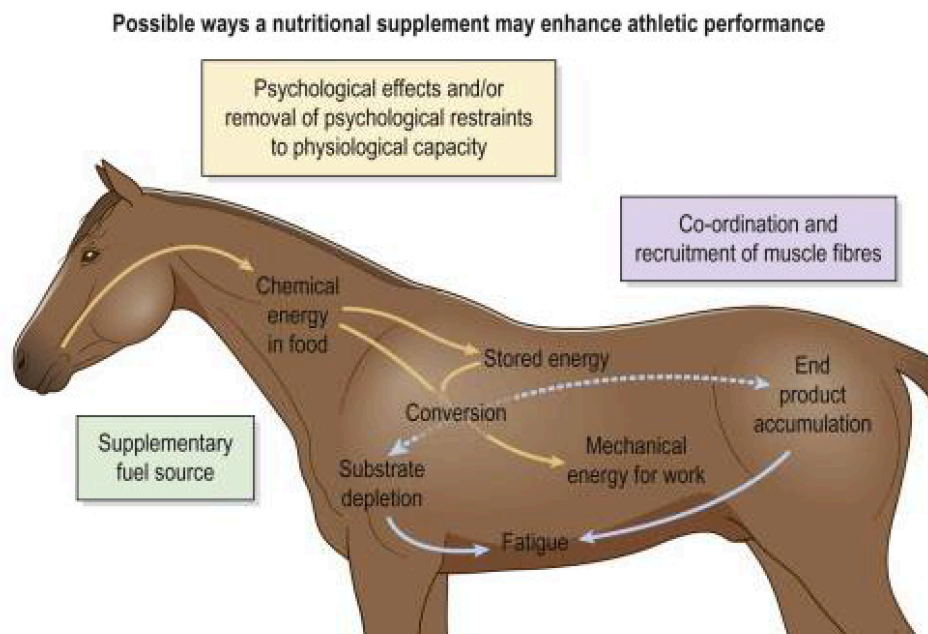 Possible ways a nutritional supplement may enhance athletic performance
Psychological effects and/or
removal of psychological restraints
to physiological capacity
Co-ordination and
recruitment of muscle fibres
Chemical
energy
in food
Stored energy
End
product
accumulation
Conversion
Supplementary
fuel source
Substrate
depletion
Mechanical
energy for work
Fatigue